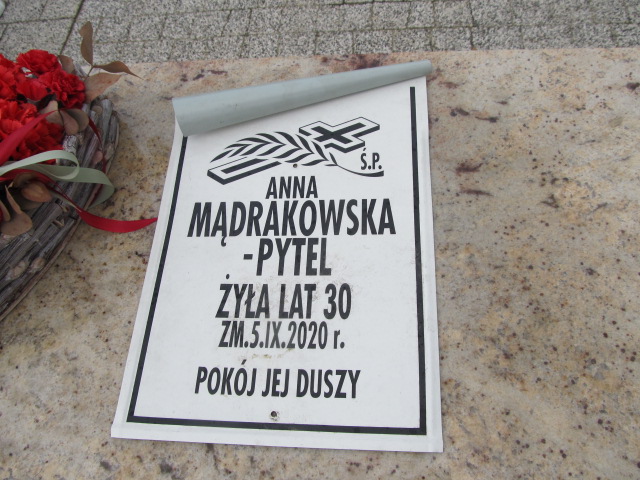 Ś.P.
ANNA
MĄDRAKOWSKA
-PYTEL
ŻYŁA LAT 30
ZM.5.IX.2020 r.
POKÓJ JEJ DUSZY